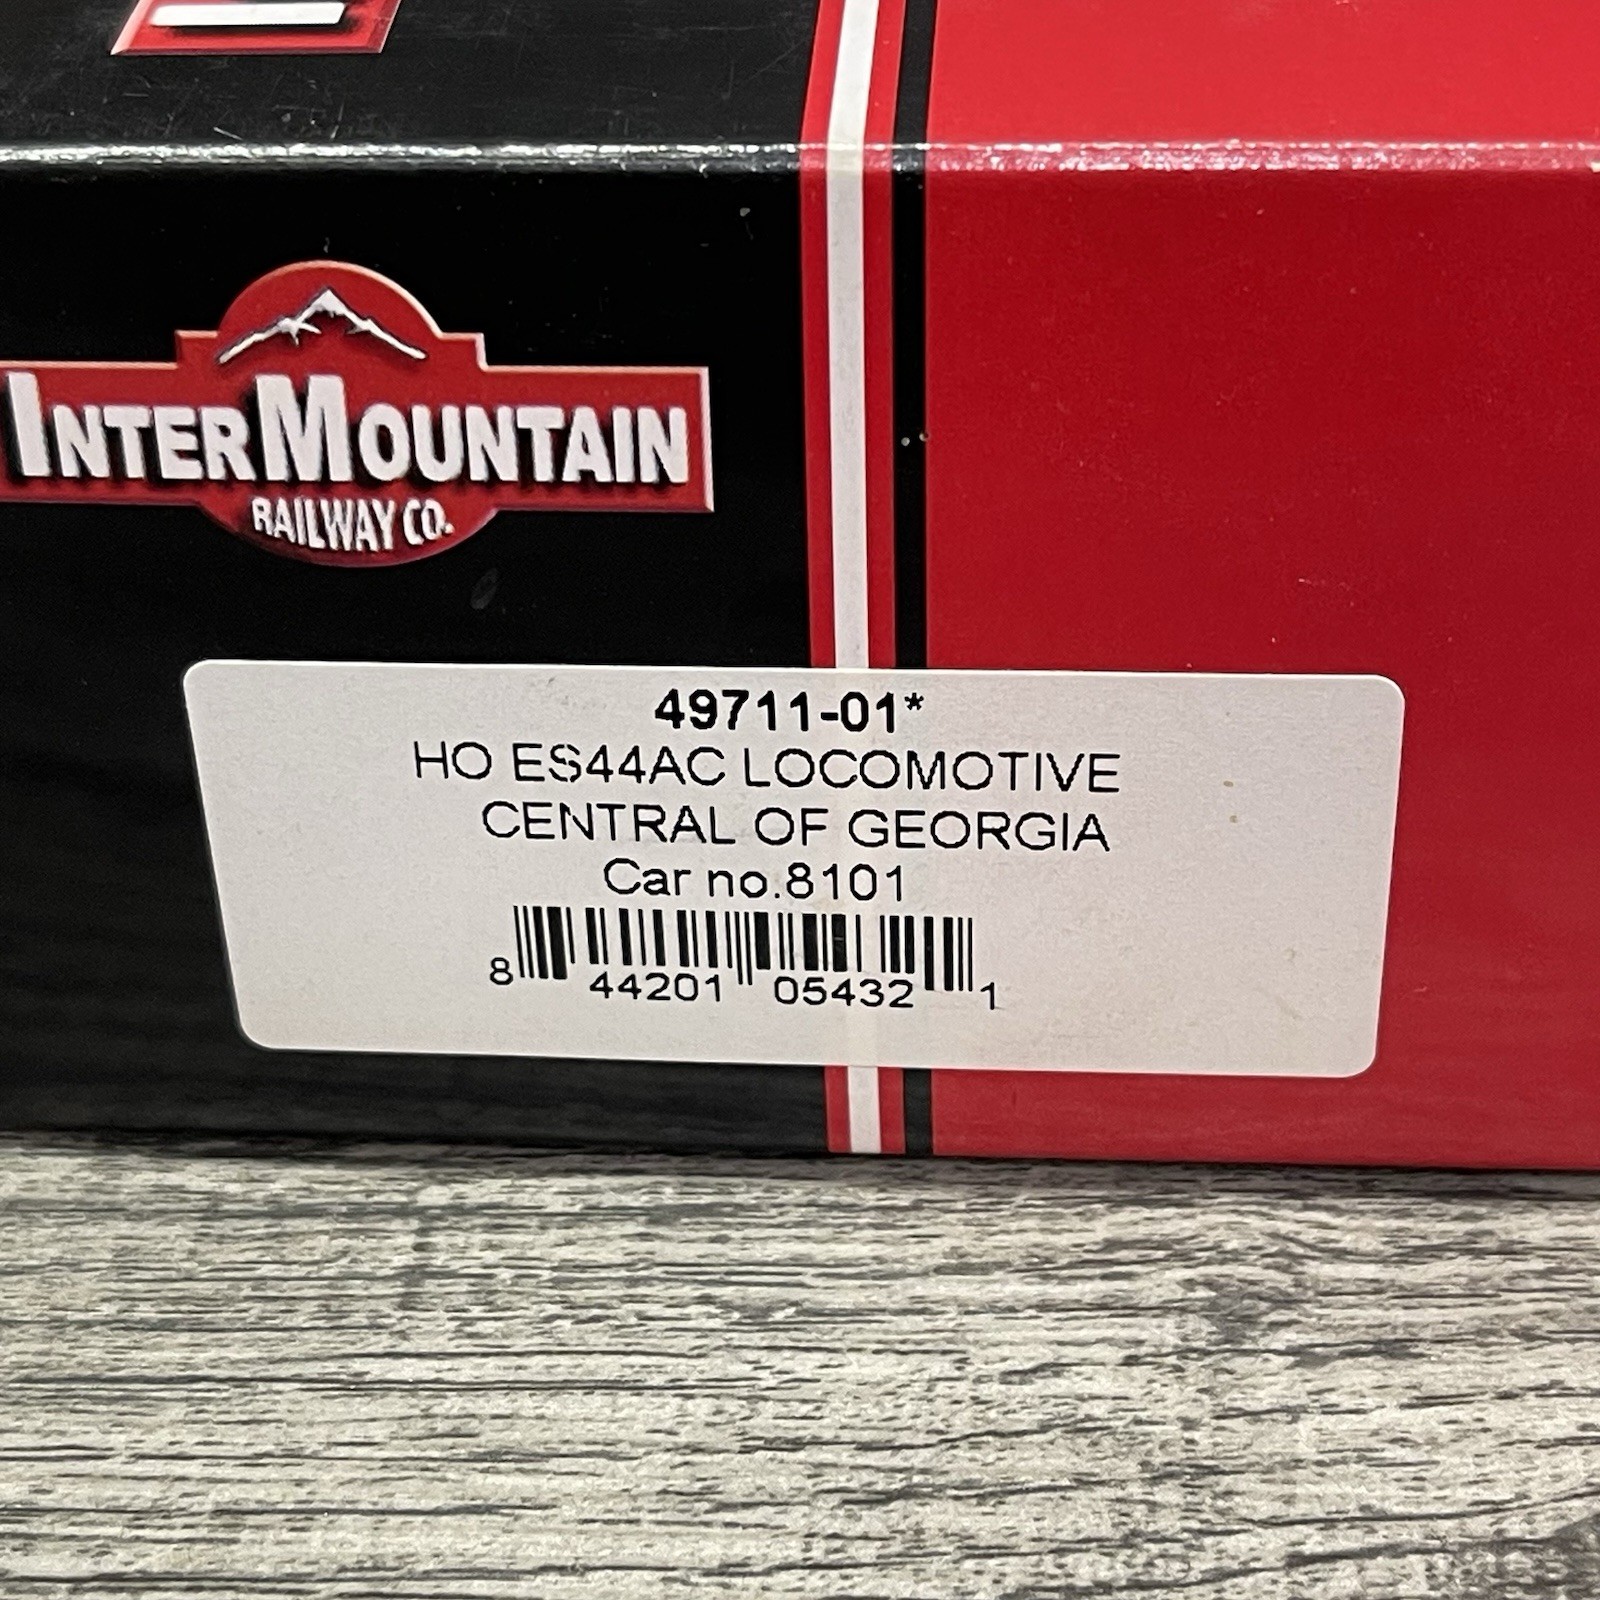 INTERMOUNTAIN
RAILWAY CO.
49711-01*
HO ES44AC LOCOMOTIVE
CENTRAL OF GEORGIA
Car no.8101
8 44201 05432 1